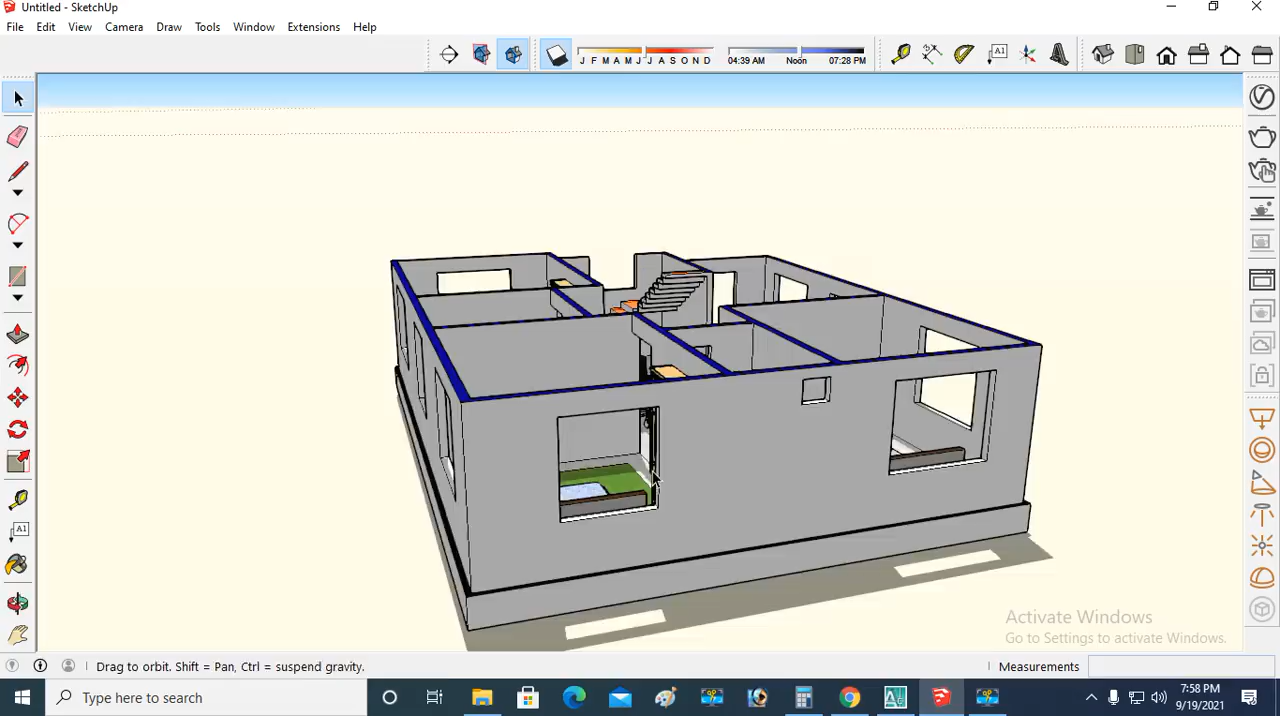 Untitled - SketchUp
File Edit View Camera Draw Tools Window Extensions Help
J F M A M J J A S O N D
04:39 AM Noon 07:28 PM
A1
A1
Activate Windows
Go to Settings to activate Windows.
Drag to orbit. Shift = Pan, Ctrl = suspend gravity.
Measurements
Type here to search
7:58 PM
9/19/2021